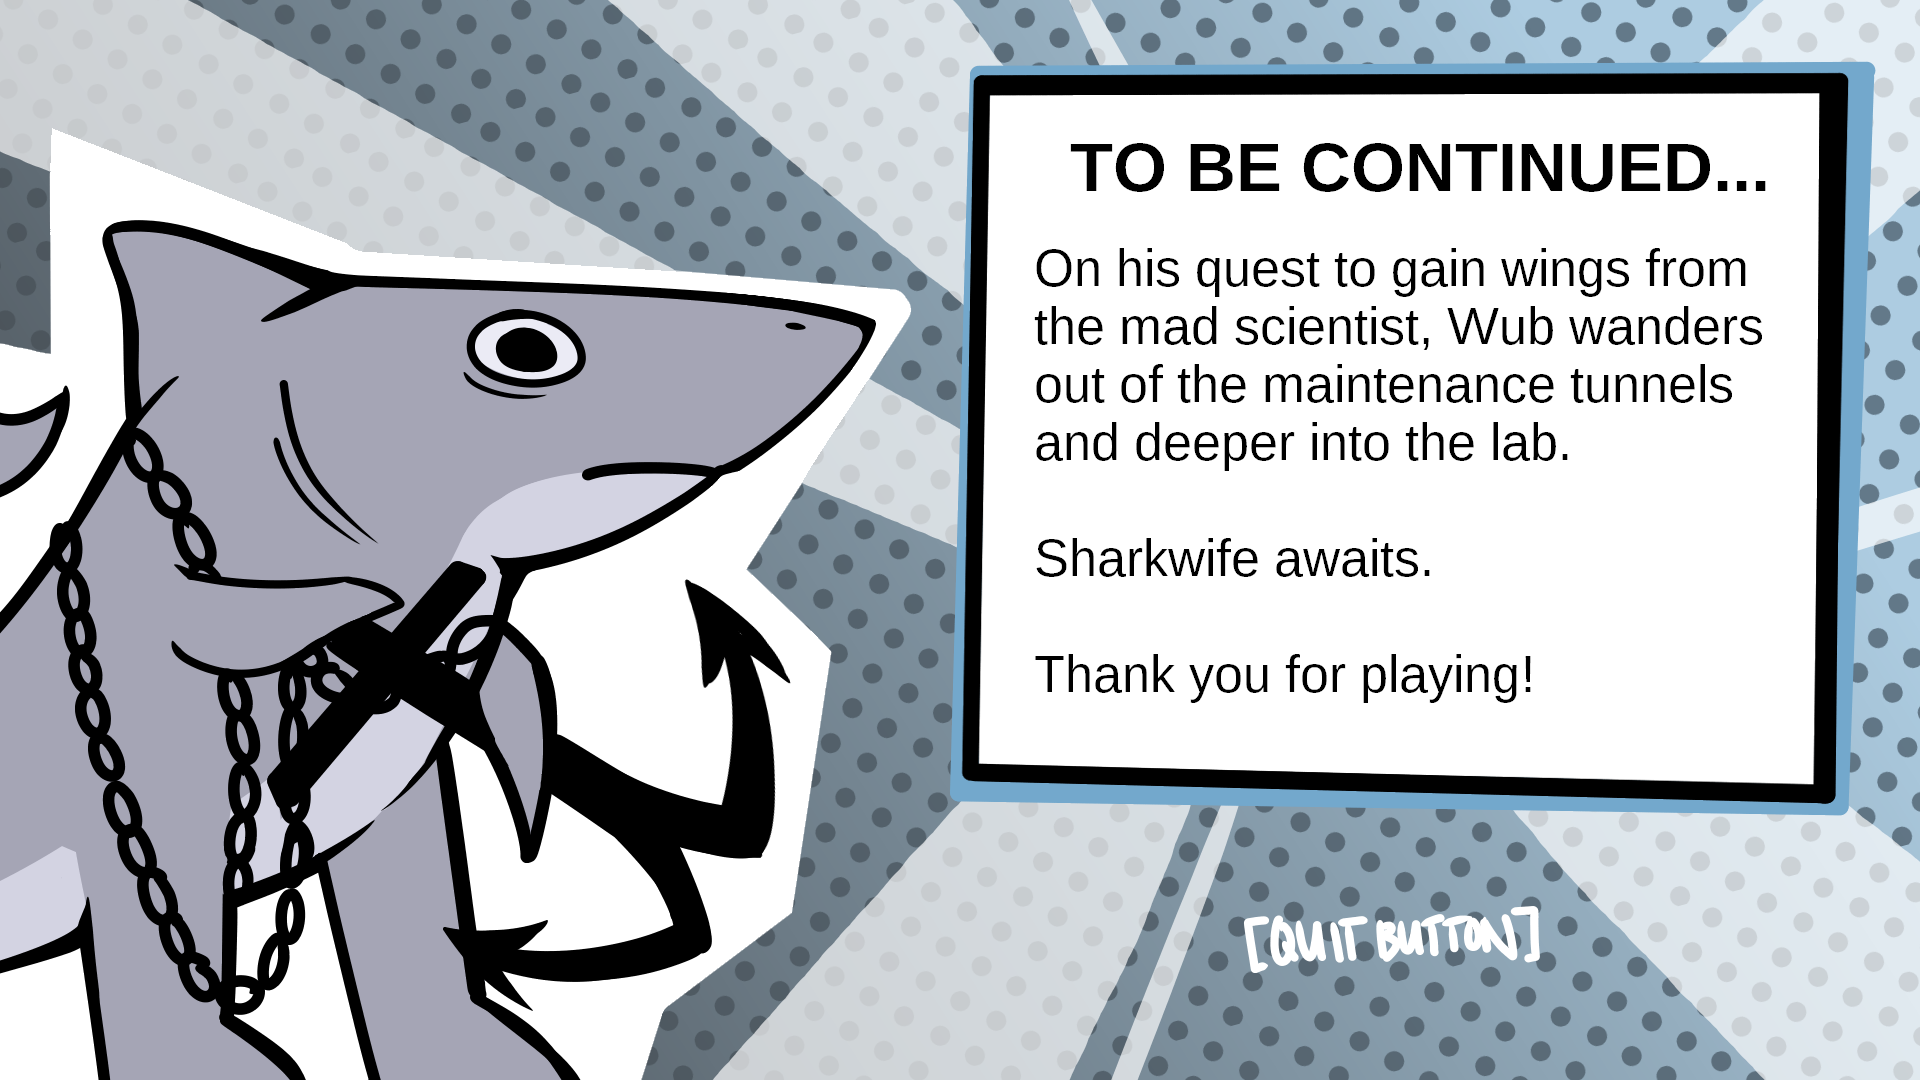 TO BE CONTINUED...
On his quest to gain wings from
the mad scientist, Wub wanders
out of the maintenance tunnels
and deeper into the lab.
Sharkwife awaits.
Thank you for playing!
[QUIT BUTTON]